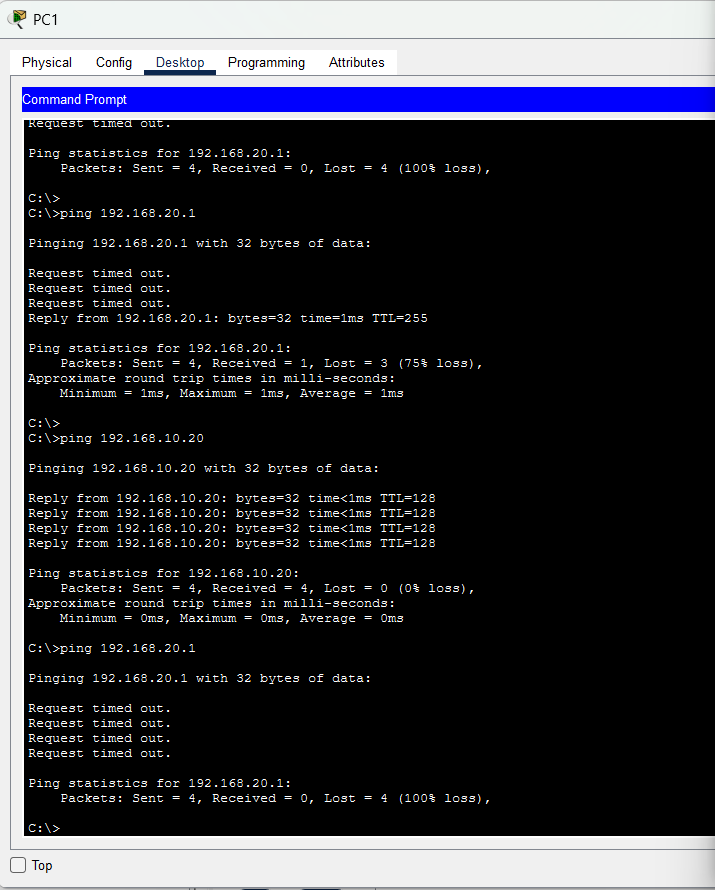 PC1
Physical Config Desktop Programming Attributes
Command Prompt
Request timed out.
Ping statistics for 192.168.20.1:
    Packets: Sent = 4, Received = 0, Lost = 4 (100% loss),
C:\>
C:\>ping 192.168.20.1
Pinging 192.168.20.1 with 32 bytes of data:
Request timed out.
Request timed out.
Request timed out.
Reply from 192.168.20.1: bytes=32 time=1ms TTL=255
Ping statistics for 192.168.20.1:
    Packets: Sent = 4, Received = 1, Lost = 3 (75% loss),
Approximate round trip times in milli-seconds:
    Minimum = 1ms, Maximum = 1ms, Average = 1ms
C:\>
C:\>ping 192.168.10.20
Pinging 192.168.10.20 with 32 bytes of data:
Reply from 192.168.10.20: bytes=32 time<1ms TTL=128
Reply from 192.168.10.20: bytes=32 time<1ms TTL=128
Reply from 192.168.10.20: bytes=32 time<1ms TTL=128
Reply from 192.168.10.20: bytes=32 time<1ms TTL=128
Ping statistics for 192.168.10.20:
    Packets: Sent = 4, Received = 4, Lost = 0 (0% loss),
Approximate round trip times in milli-seconds:
    Minimum = 0ms, Maximum = 0ms, Average = 0ms
C:\>ping 192.168.20.1
Pinging 192.168.20.1 with 32 bytes of data:
Request timed out.
Request timed out.
Request timed out.
Request timed out.
Ping statistics for 192.168.20.1:
    Packets: Sent = 4, Received = 0, Lost = 4 (100% loss),
C:\>
Top